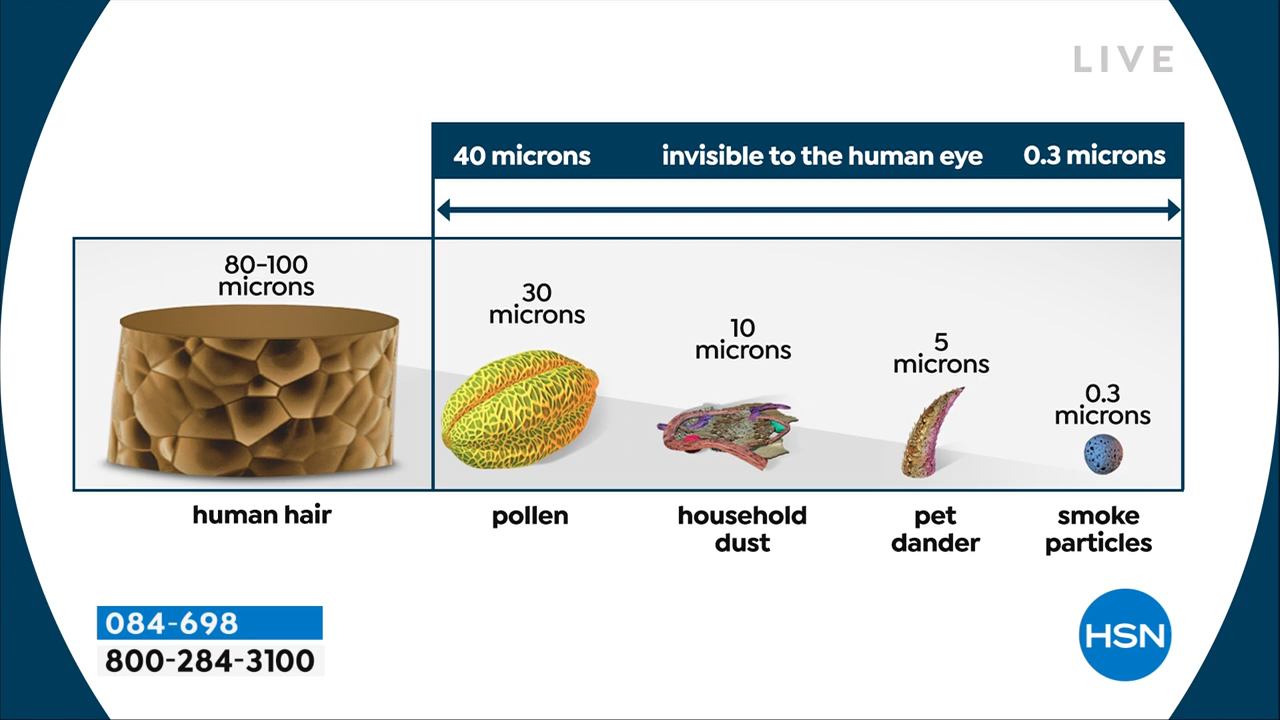 LIVE
40 microns invisible to the human eye 0.3 microns
80-100
microns
30
microns
10
microns
5
microns
0.3
microns
human hair
pollen
household
dust
pet
dander
smoke
particles
084-698
800-284-3100
HSN